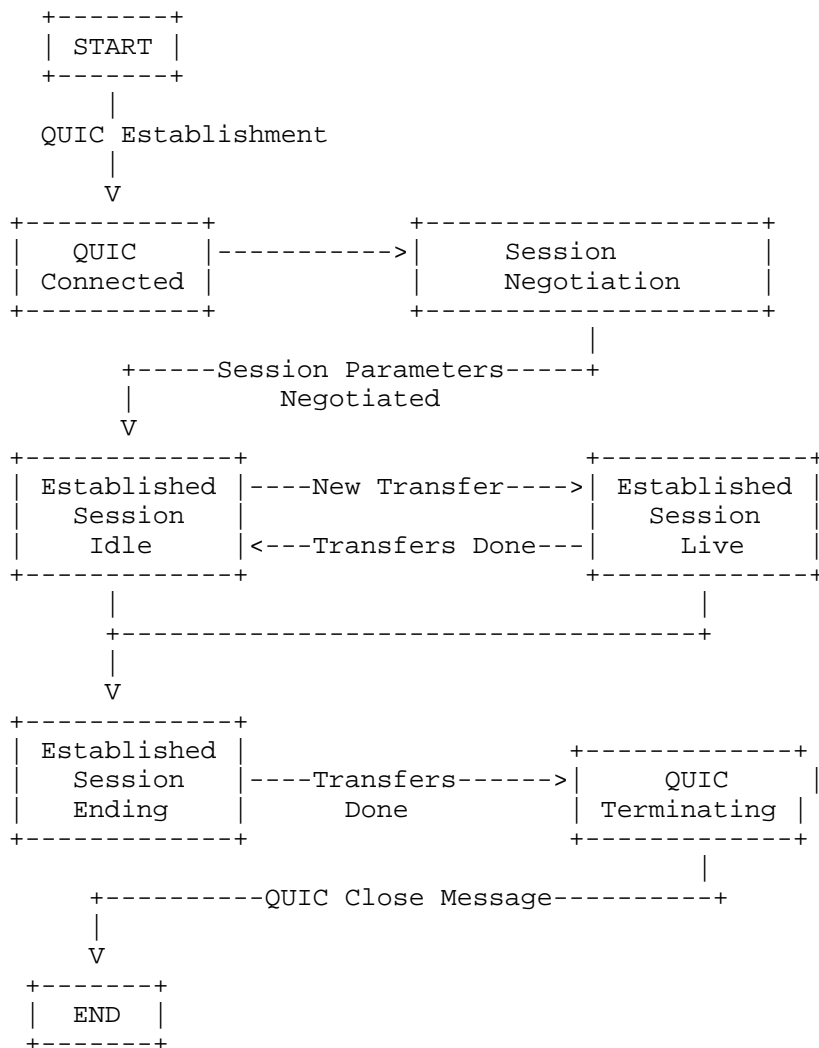 START
QUIC Establishment
V
QUIC Session
Connected Negotiation
Session Parameters
Negotiated
V
Established New Transfer Established
Session Session
Idle Transfers Done Live
V
Established
Session Transfers QUIC
Ending Done Terminating
QUIC Close Message
V
END